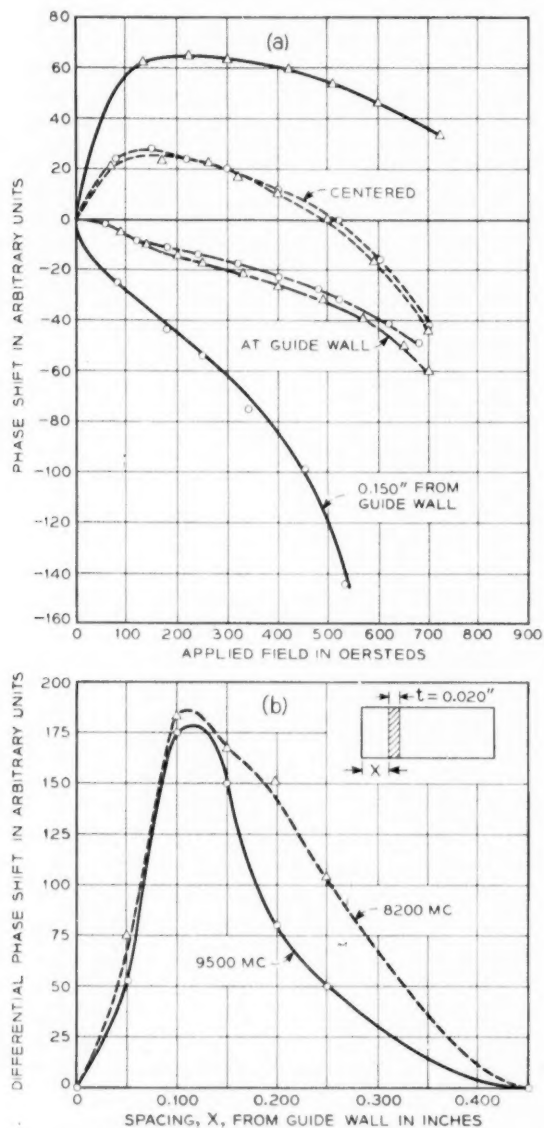 (a)
80
60
40
20
0
-20
-40
-60
-80
-100
-120
-140
-160
PHASE SHIFT IN ARBITRARY UNITS
CENTERED
AT GUIDE WALL
0.150" FROM
GUIDE WALL
0
100
200
300
400
500
600
700
800
900
APPLIED FIELD IN OERSTEDS
(b)
200
175
150
125
100
75
50
25
0
DIFFERENTIAL PHASE SHIFT IN ARBITRARY UNITS
t=0.020"
X
8200 MC
9500 MC
0
0.100
0.200
0.300
0.400
SPACING, X, FROM GUIDE WALL IN INCHES